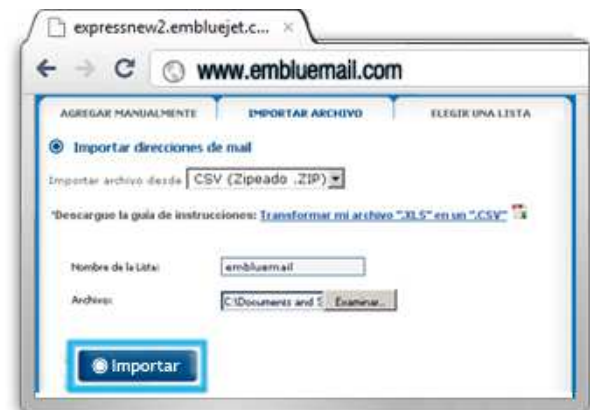 expressnew2.embluejet.c... ×
www.embluemail.com
AGREGAR MANUALMENTE IMPORTAR ARCHIVO ELEGIR UNA LISTA
Importar direcciones de mail
Importar archivo desde CSV (Zipeado .ZIP)
*Descargue la guia de instrucciones: Transformar mi archivo ".XLS" en un ".CSV"
Nombre de la Lista: embluemail
Archivo: C:\Documents and S Examinar...
Importar